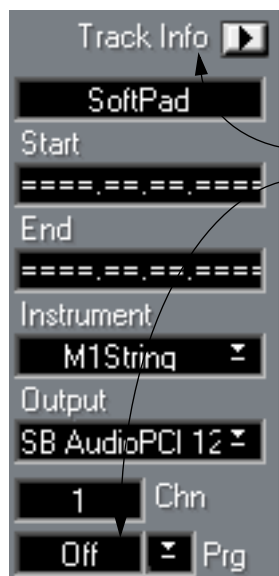 Track Info
SoftPad
Start
====.==.==.====
End
====.==.==.====
Instrument
M1String
Output
SB AudioPCI 12
1 Chn
Off Prg